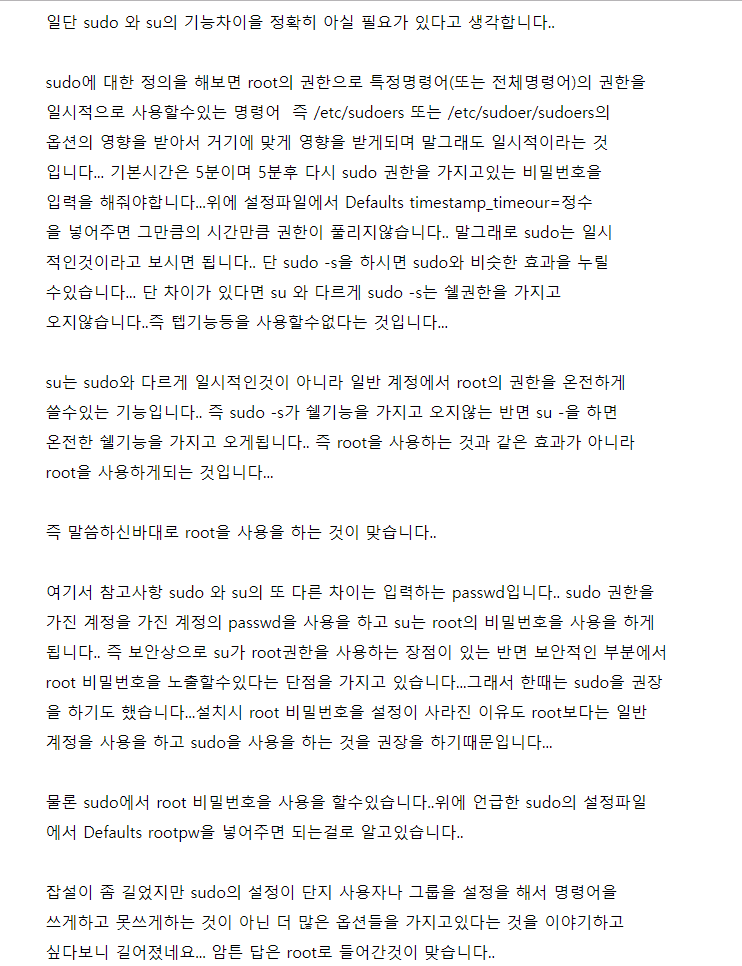 일단 sudo 와 su의 기능차이을 정확히 아실 필요가 있다고 생각합니다..
sudo에 대한 정의을 해보면 root의 권한으로 특정명령어(또는 전체명령어)의 권한을
일시적으로 사용할수있는 명령어 즉 /etc/sudoers 또는 /etc/sudoer/sudoers의
옵션의 영향을 받아서 거기에 맞게 영향을 받게되며 말그래도 일시적이라는 것
입니다... 기본시간은 5분이며 5분후 다시 sudo 권한을 가지고있는 비밀번호을
입력을 해줘야합니다...위에 설정파일에서 Defaults timestamp_timeour=정수
을 넣어주면 그만큼의 시간만큼 권한이 풀리지않습니다.. 말그래로 sudo는 일시
적인것이라고 보시면 됩니다.. 단 sudo -s을 하시면 sudo와 비슷한 효과을 누릴
수있습니다... 단 차이가 있다면 su 와 다르게 sudo -s는 쉘권한을 가지고
오지않습니다..즉 텝기능등을 사용할수없다는 것입니다...
su는 sudo와 다르게 일시적인것이 아니라 일반 계정에서 root의 권한을 온전하게
쓸수있는 기능입니다.. 즉 sudo -s가 쉘기능을 가지고 오지않는 반면 su -을 하면
온전한 쉘기능을 가지고 오게됩니다.. 즉 root을 사용하는 것과 같은 효과가 아니라
root을 사용하게되는 것입니다...
즉 말씀하신바대로 root을 사용을 하는 것이 맞습니다..
여기서 참고사항 sudo 와 su의 또 다른 차이는 입력하는 passwd입니다.. sudo 권한을
가진 계정을 가진 계정의 passwd을 사용을 하고 su는 root의 비밀번호을 사용을 하게
됩니다.. 즉 보안상으로 su가 root권한을 사용하는 장점이 있는 반면 보안적인 부분에서
root 비밀번호을 노출할수있다는 단점을 가지고 있습니다...그래서 한때는 sudo을 권장
을 하기도 했습니다...설치시 root 비밀번호을 설정이 사라진 이유도 root보다는 일반
계정을 사용을 하고 sudo을 사용을 하는 것을 권장을 하기때문입니다...
물론 sudo에서 root 비밀번호을 사용을 할수있습니다..위에 언급한 sudo의 설정파일
에서 Defaults rootpw을 넣어주면 되는걸로 알고있습니다..
잡설이 좀 길었지만 sudo의 설정이 단지 사용자나 그룹을 설정을 해서 명령어을
쓰게하고 못쓰게하는 것이 아닌 더 많은 옵션들을 가지고있다는 것을 이야기하고
싶다보니 길어졌네요... 암튼 답은 root로 들어간것이 맞습니다..